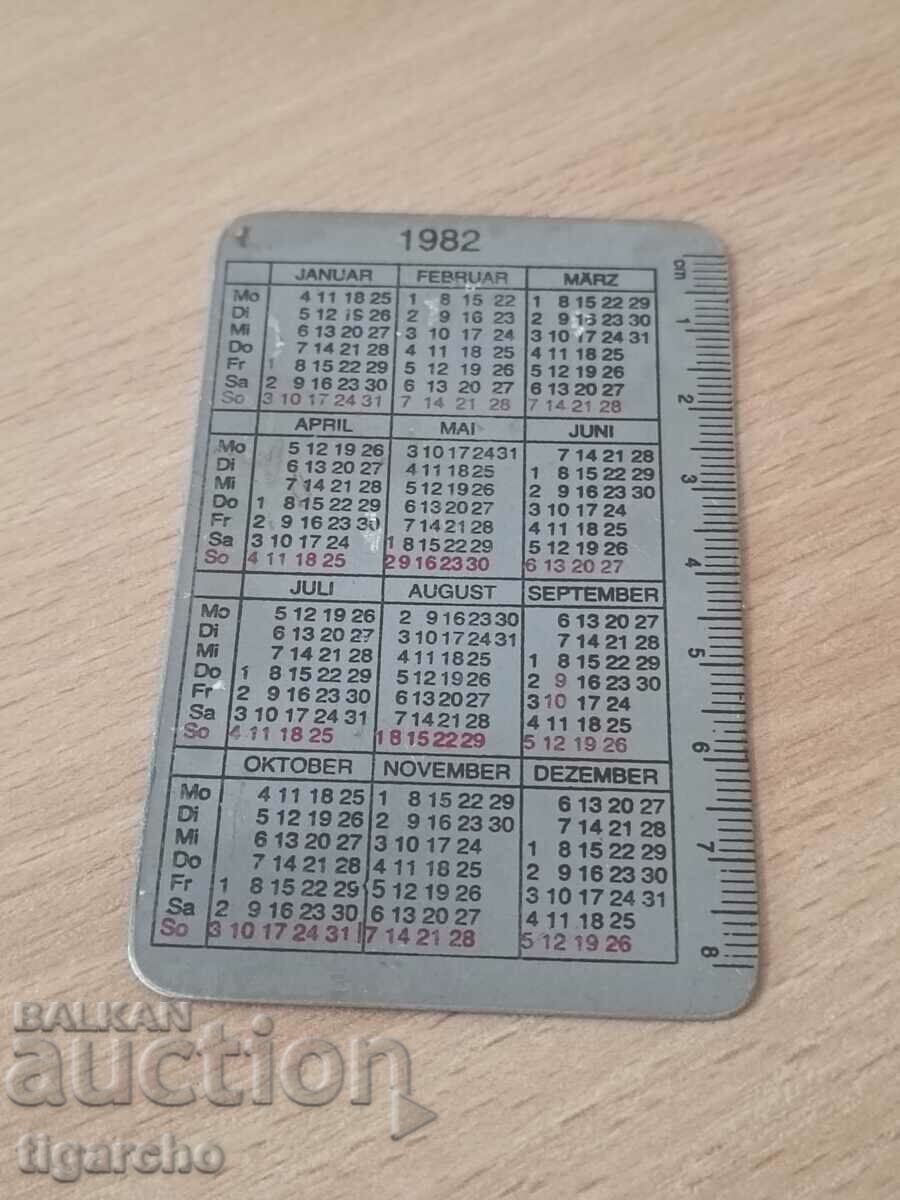 1982
JANUAR FEBRUAR MÄRZ cm
Mo 4 11 18 25 1 8 15 22 1 8 15 22 29
Di 5 12 19 26 2 9 16 23 2 9 16 23 30
Mi 6 13 20 27 3 10 17 24 3 10 17 24 31
Do 7 14 21 28 4 11 18 25 4 11 18 25
Fr 1 8 15 22 29 5 12 19 26 5 12 19 26
Sa 2 9 16 23 30 6 13 20 27 6 13 20 27
So 3 10 17 24 31 7 14 21 28 7 14 21 28
APRIL MAI JUNI
Mo 5 12 19 26 3 10 17 24 31 7 14 21 28
Di 6 13 20 27 4 11 18 25 1 8 15 22 29
Mi 7 14 21 28 5 12 19 26 2 9 16 23 30
Do 1 8 15 22 29 6 13 20 27 3 10 17 24
Fr 2 9 16 23 30 7 14 21 28 4 11 18 25
Sa 3 10 17 24 1 8 15 22 29 5 12 19 26
So 4 11 18 25 2 9 16 23 30 6 13 20 27
JULI AUGUST SEPTEMBER
Mo 5 12 19 26 2 9 16 23 30 6 13 20 27
Di 6 13 20 27 3 10 17 24 31 7 14 21 28
Mi 7 14 21 28 4 11 18 25 1 8 15 22 29
Do 1 8 15 22 29 5 12 19 26 2 9 16 23 30
Fr 2 9 16 23 30 6 13 20 27 3 10 17 24
Sa 3 10 17 24 31 7 14 21 28 4 11 18 25
So 4 11 18 25 1 8 15 22 29 5 12 19 26
OKTOBER NOVEMBER DEZEMBER
Mo 4 11 18 25 1 8 15 22 29 6 13 20 27
Di 5 12 19 26 2 9 16 23 30 7 14 21 28
Mi 6 13 20 27 3 10 17 24 1 8 15 22 29
Do 7 14 21 28 4 11 18 25 2 9 16 23 30
Fr 1 8 15 22 29 5 12 19 26 3 10 17 24 31
Sa 2 9 16 23 30 6 13 20 27 4 11 18 25
So 3 10 17 24 31 7 14 21 28 5 12 19 26
1
2
3
4
5
6
7
8
BALKAN
auction
tigarcho